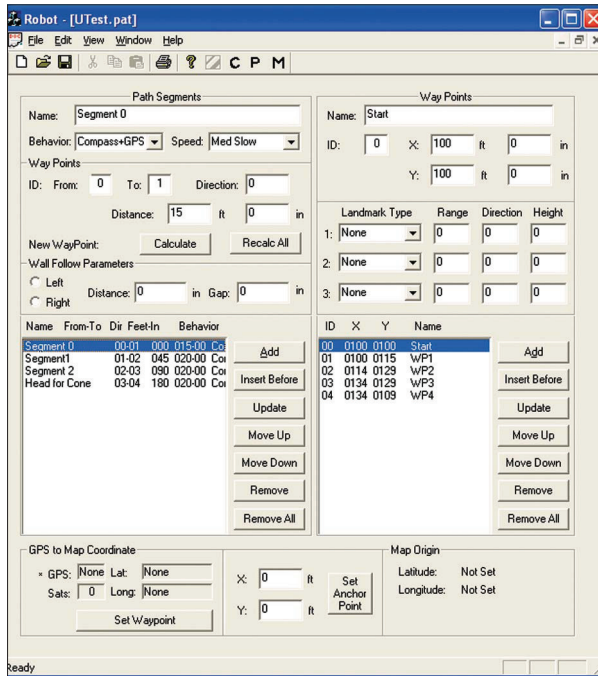 Robot - [UTest.pat]
File Edit View Window Help
C P M
Path Segments
Name: Segment 0
Behavior: Compass+GPS Speed: Med Slow
Way Points
ID: From: 0 To: 1 Direction: 0
Distance: 15 ft 0 in
New WayPoint: Calculate Recalc All
Wall Follow Parameters
Left
Right
Distance: 0 in Gap: 0 in
Name From-To Dir Feet-In Behavior
Segment 0 00-01 000 015-00 Co
Segment1 01-02 045 020-00 Co
Segment 2 02-03 090 020-00 Co
Head for Cone 03-04 180 020-00 Co
Add
Insert Before
Update
Move Up
Move Down
Remove
Remove All
Way Points
Name: Start
ID: 0 X: 100 ft 0 in
Y: 100 ft 0 in
Landmark Type Range Direction Height
1: None 0 0 0
2: None 0 0 0
3: None 0 0 0
ID X Y Name
00 0100 0100 Start
01 0100 0115 WP1
02 0114 0129 WP2
03 0134 0129 WP3
04 0134 0109 WP4
Add
Insert Before
Update
Move Up
Move Down
Remove
Remove All
GPS to Map Coordinate
× GPS: None Lat: None
Sats: 0 Long: None
Set Waypoint
X: 0 ft
Y: 0 ft
Set Anchor Point
Map Origin
Latitude: Not Set
Longitude: Not Set
Ready